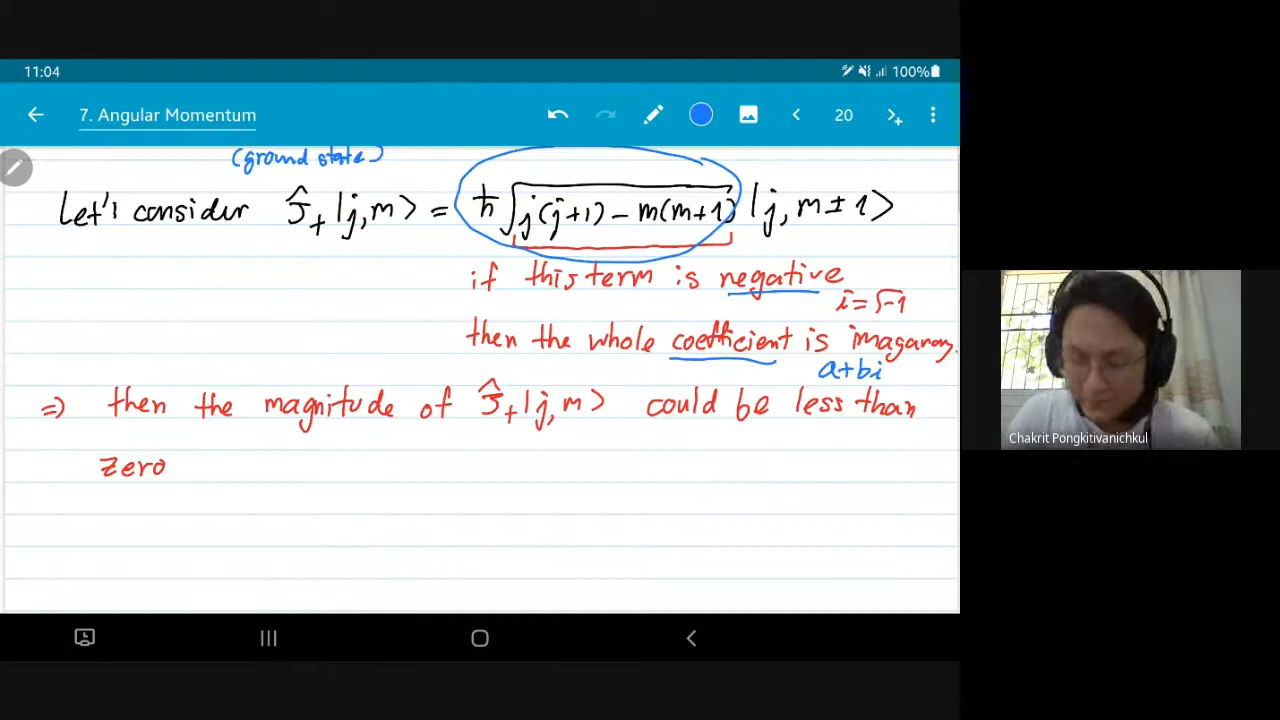 11:04
100%
7. Angular Momentum
20
(ground state)
Let's consider Ĵ₊|j,m> = ħ√(j(j+1) - m(m+1)) |j, m±1>
if this term is negative
i = √-1
then the whole coefficient is imaganary.
a+bi
⇒ then the magnitude of Ĵ₊|j,m> could be less than
zero
Chakrit Pongkitivanichkul